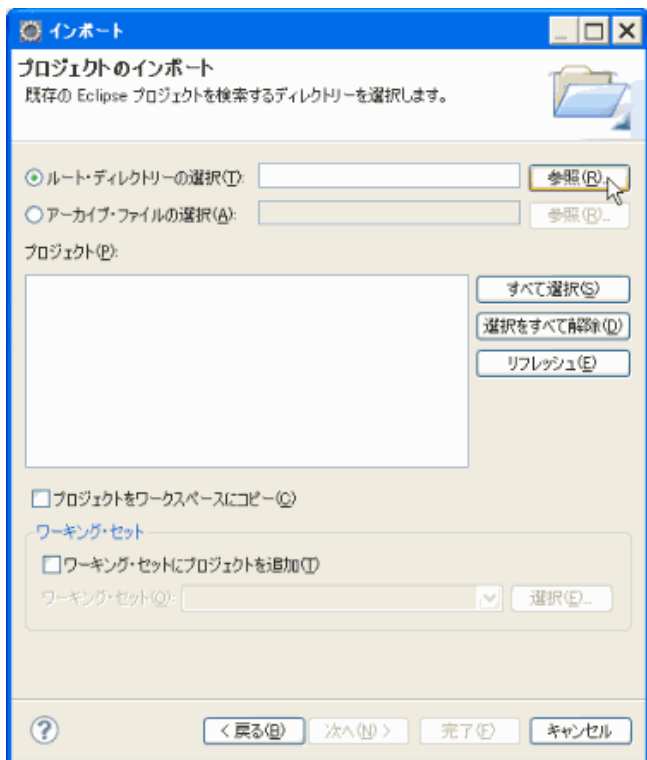 インポート
プロジェクトのインポート
既存の Eclipse プロジェクトを検索するディレクトリーを選択します。
ルート・ディレクトリーの選択(T): 参照(R)...
アーカイブ・ファイルの選択(A): 参照(R)...
プロジェクト(P):
すべて選択(S)
選択をすべて解除(D)
リフレッシュ(E)
プロジェクトをワークスペースにコピー(C)
ワーキング・セット
ワーキング・セットにプロジェクトを追加(T)
ワーキング・セット(O): 選択(E)...
? < 戻る(B) 次へ(N) > 完了(F) キャンセル